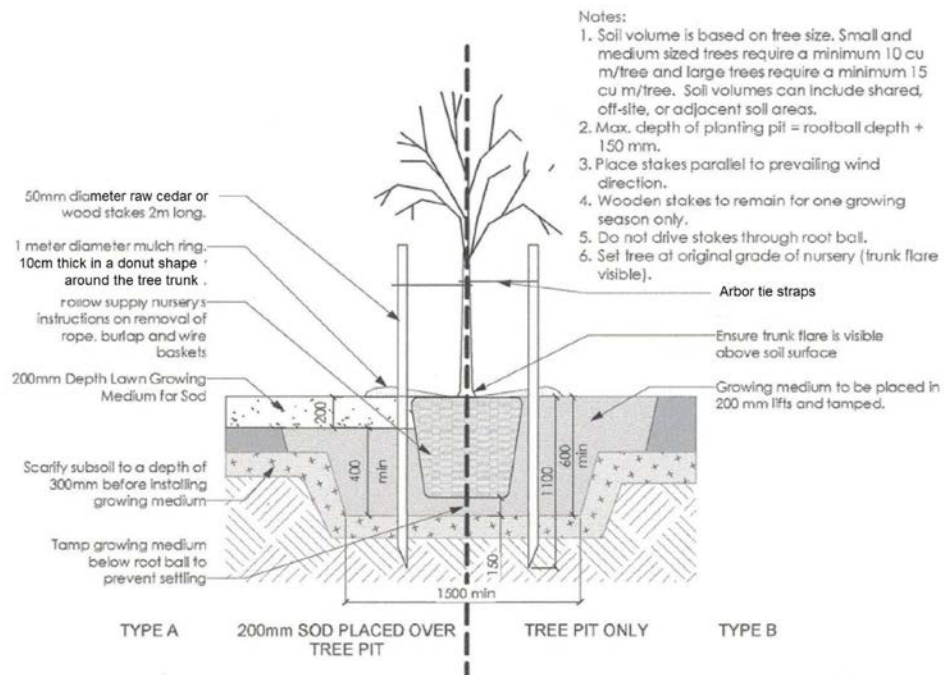 Notes:
1. Soil volume is based on tree size. Small and
medium sized trees require a minimum 10 cu
m/tree and large trees require a minimum 15
cu m/tree. Soil volumes can include shared,
off-site, or adjacent soil areas.
2. Max. depth of planting pit = rootball depth +
150 mm.
3. Place stakes parallel to prevailing wind
direction.
4. Wooden stakes to remain for one growing
season only.
5. Do not drive stakes through root ball.
6. Set tree at original grade of nursery (trunk flare
visible).
50mm diameter raw cedar or
wood stakes 2m long.
1 meter diameter mulch ring.
10cm thick in a donut shape
around the tree trunk .
Follow supply nursery's
instructions on removal of
rope, burlap and wire
baskets
200mm Depth Lawn Growing
Medium for Sod
Scarify subsoil to a depth of
300mm before installing
growing medium
Tamp growing medium
below root ball to
prevent settling
Arbor tie straps
Ensure trunk flare is visible
above soil surface
Growing medium to be placed in
200 mm lifts and tamped.
200
400
min
600
min
1100
150
1500 min
TYPE A
200mm SOD PLACED OVER
TREE PIT
TREE PIT ONLY
TYPE B